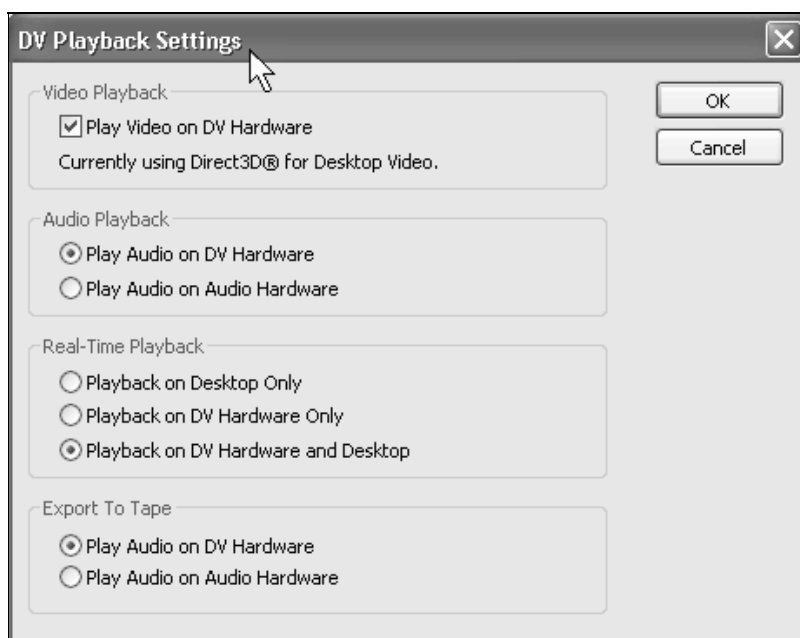 DV Playback Settings
Video Playback
Play Video on DV Hardware
Currently using Direct3D® for Desktop Video.
OK
Cancel
Audio Playback
Play Audio on DV Hardware
Play Audio on Audio Hardware
Real-Time Playback
Playback on Desktop Only
Playback on DV Hardware Only
Playback on DV Hardware and Desktop
Export To Tape
Play Audio on DV Hardware
Play Audio on Audio Hardware